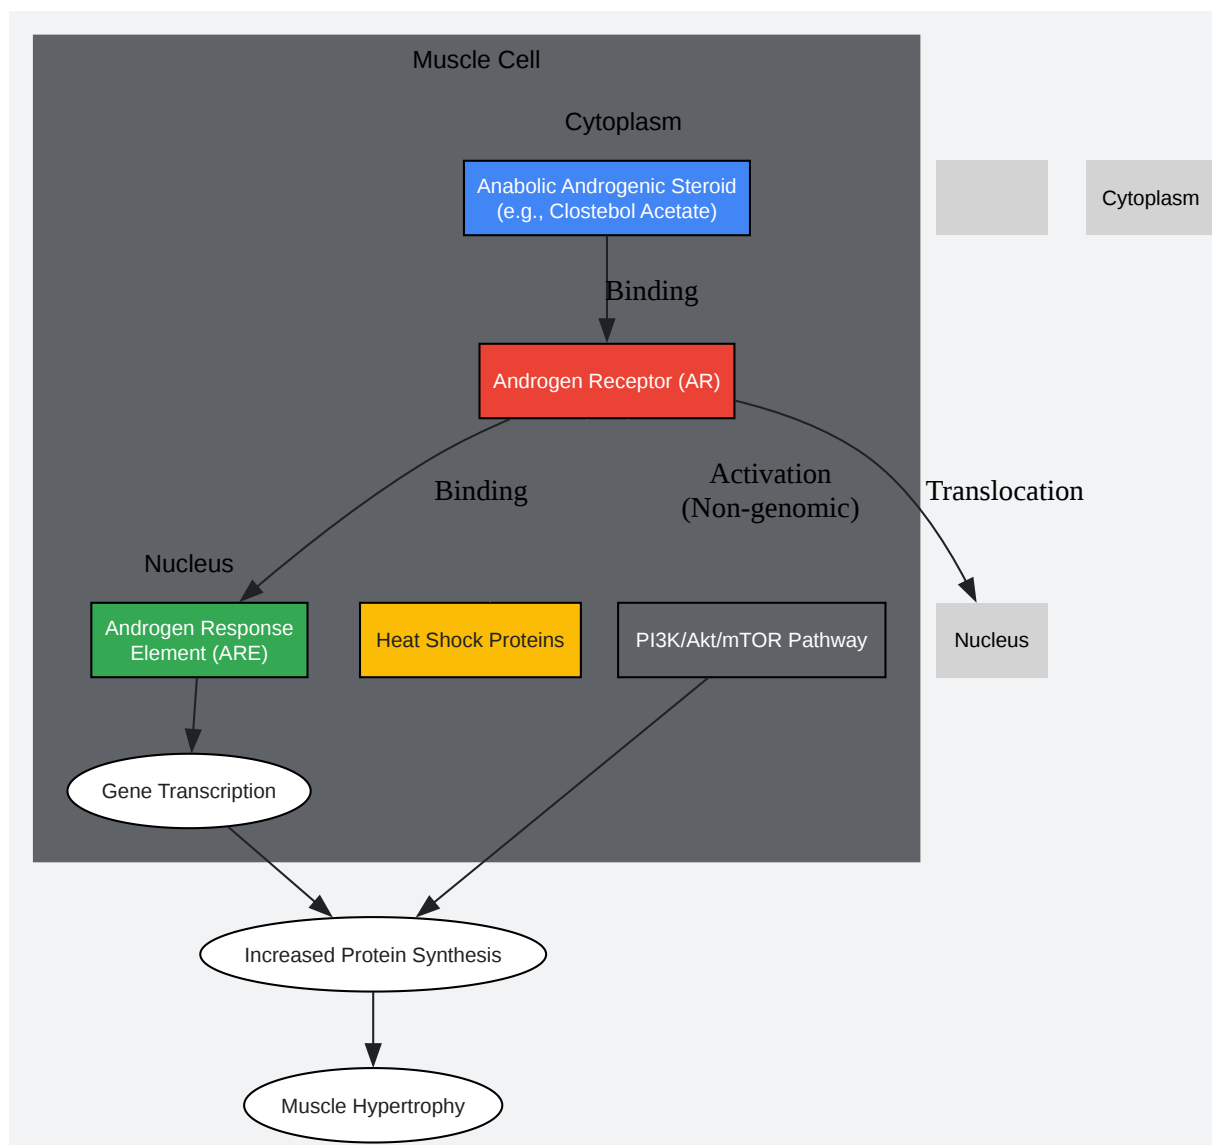 Muscle Cell
Cytoplasm
Anabolic Androgenic Steroid
(e.g., Clostebol Acetate)
Cytoplasm
Binding
Androgen Receptor (AR)
Activation
(Non-genomic)
Binding
Translocation
Nucleus
Androgen Response
Element (ARE)
Heat Shock Proteins
PI3K/Akt/mTOR Pathway
Nucleus
Gene Transcription
Increased Protein Synthesis
Muscle Hypertrophy